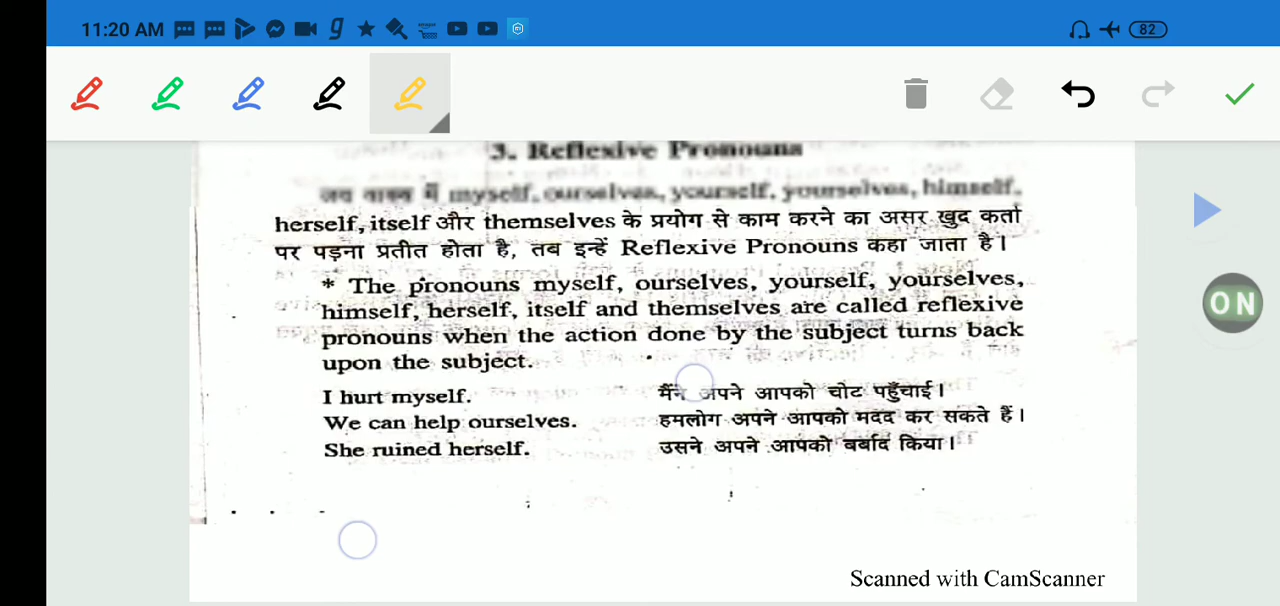 11:20 AM
82
3. Reflexive Pronouns
जब वाक्य में myself, ourselves, yourself, yourselves, himself,
herself, itself और themselves के प्रयोग से काम करने का असर खुद कर्ता
पर पड़ना प्रतीत होता है, तब इन्हें Reflexive Pronouns कहा जाता है।
* The pronouns myself, ourselves, yourself, yourselves,
himself, herself, itself and themselves are called reflexive
pronouns when the action done by the subject turns back
upon the subject.
I hurt myself. मैंने अपने आपको चोट पहुँचाई।
We can help ourselves. हमलोग अपने आपको मदद कर सकते हैं।
She ruined herself. उसने अपने आपको बर्बाद किया।
ON
Scanned with CamScanner